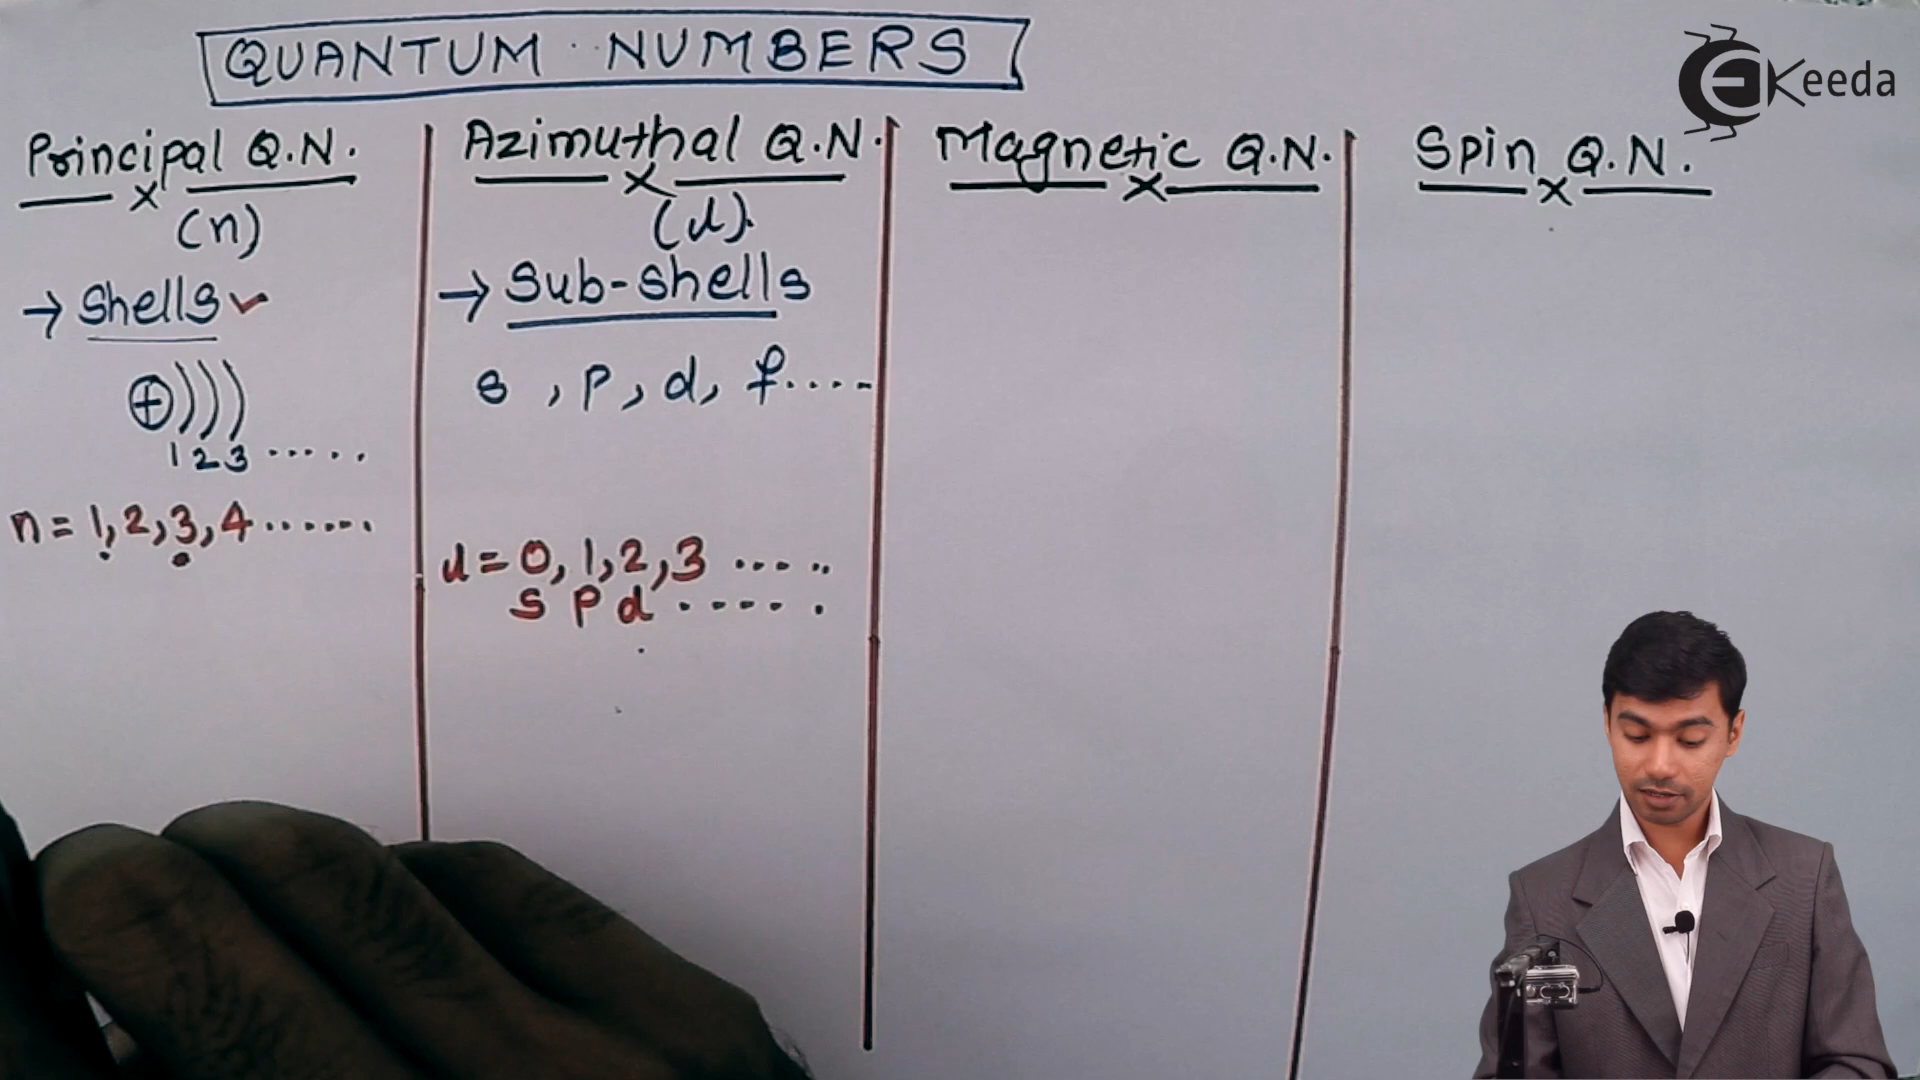 QUANTUM NUMBERS
EKeeda
Principal Q.N.
(n)
→ Shells ✓
1 2 3 .....
n = 1, 2, 3, 4 ......
Azimuthal Q.N.
(l).
→ Sub-shells
s , p , d , f ....
l = 0, 1, 2, 3 .....
s p d .....
Magnetic Q.N.
Spin Q.N.